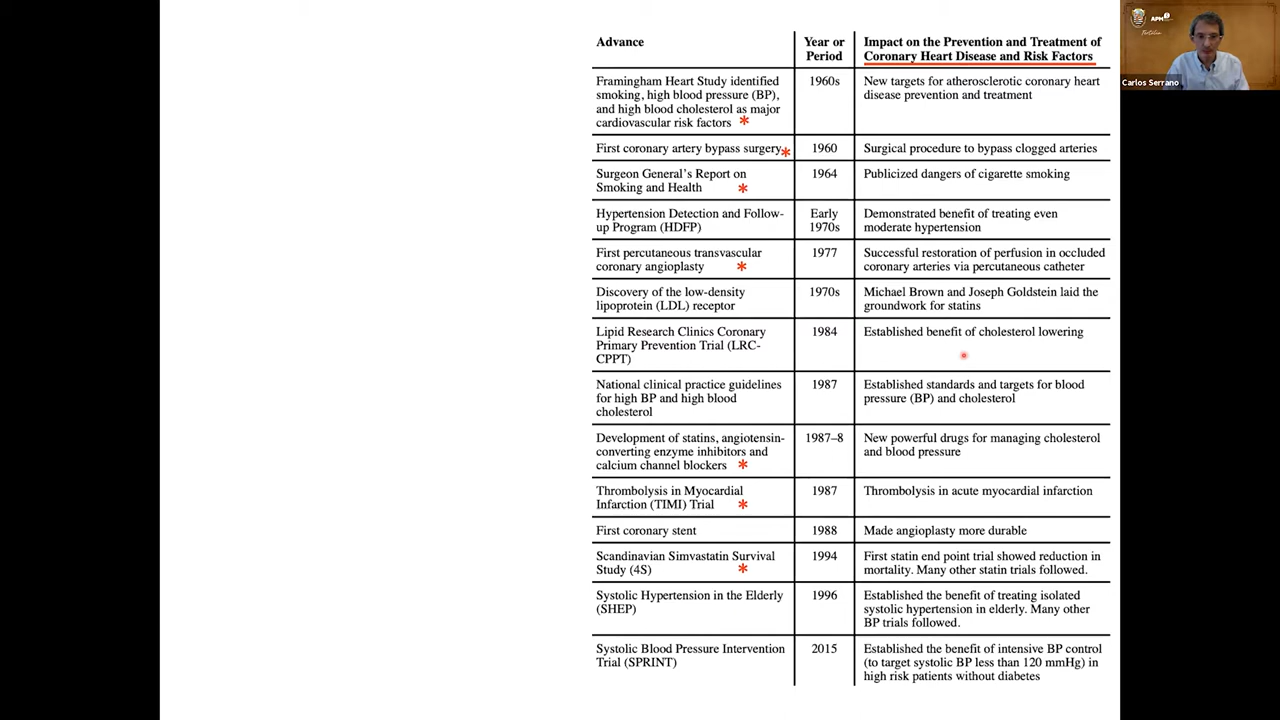 Advance
Year or
Period
Impact on the Prevention and Treatment of
Coronary Heart Disease and Risk Factors
Framingham Heart Study identified
smoking, high blood pressure (BP),
and high blood cholesterol as major
cardiovascular risk factors *
1960s
New targets for atherosclerotic coronary heart
disease prevention and treatment
First coronary artery bypass surgery *
1960
Surgical procedure to bypass clogged arteries
Surgeon General's Report on
Smoking and Health *
1964
Publicized dangers of cigarette smoking
Hypertension Detection and Follow-
up Program (HDFP)
Early
1970s
Demonstrated benefit of treating even
moderate hypertension
First percutaneous transvascular
coronary angioplasty *
1977
Successful restoration of perfusion in occluded
coronary arteries via percutaneous catheter
Discovery of the low-density
lipoprotein (LDL) receptor
1970s
Michael Brown and Joseph Goldstein laid the
groundwork for statins
Lipid Research Clinics Coronary
Primary Prevention Trial (LRC-
CPPT)
1984
Established benefit of cholesterol lowering
National clinical practice guidelines
for high BP and high blood
cholesterol
1987
Established standards and targets for blood
pressure (BP) and cholesterol
Development of statins, angiotensin-
converting enzyme inhibitors and
calcium channel blockers *
1987–8
New powerful drugs for managing cholesterol
and blood pressure
Thrombolysis in Myocardial
Infarction (TIMI) Trial *
1987
Thrombolysis in acute myocardial infarction
First coronary stent
1988
Made angioplasty more durable
Scandinavian Simvastatin Survival
Study (4S) *
1994
First statin end point trial showed reduction in
mortality. Many other statin trials followed.
Systolic Hypertension in the Elderly
(SHEP)
1996
Established the benefit of treating isolated
systolic hypertension in elderly. Many other
BP trials followed.
Systolic Blood Pressure Intervention
Trial (SPRINT)
2015
Established the benefit of intensive BP control
(to target systolic BP less than 120 mmHg) in
high risk patients without diabetes
APM
Carlos Serrano